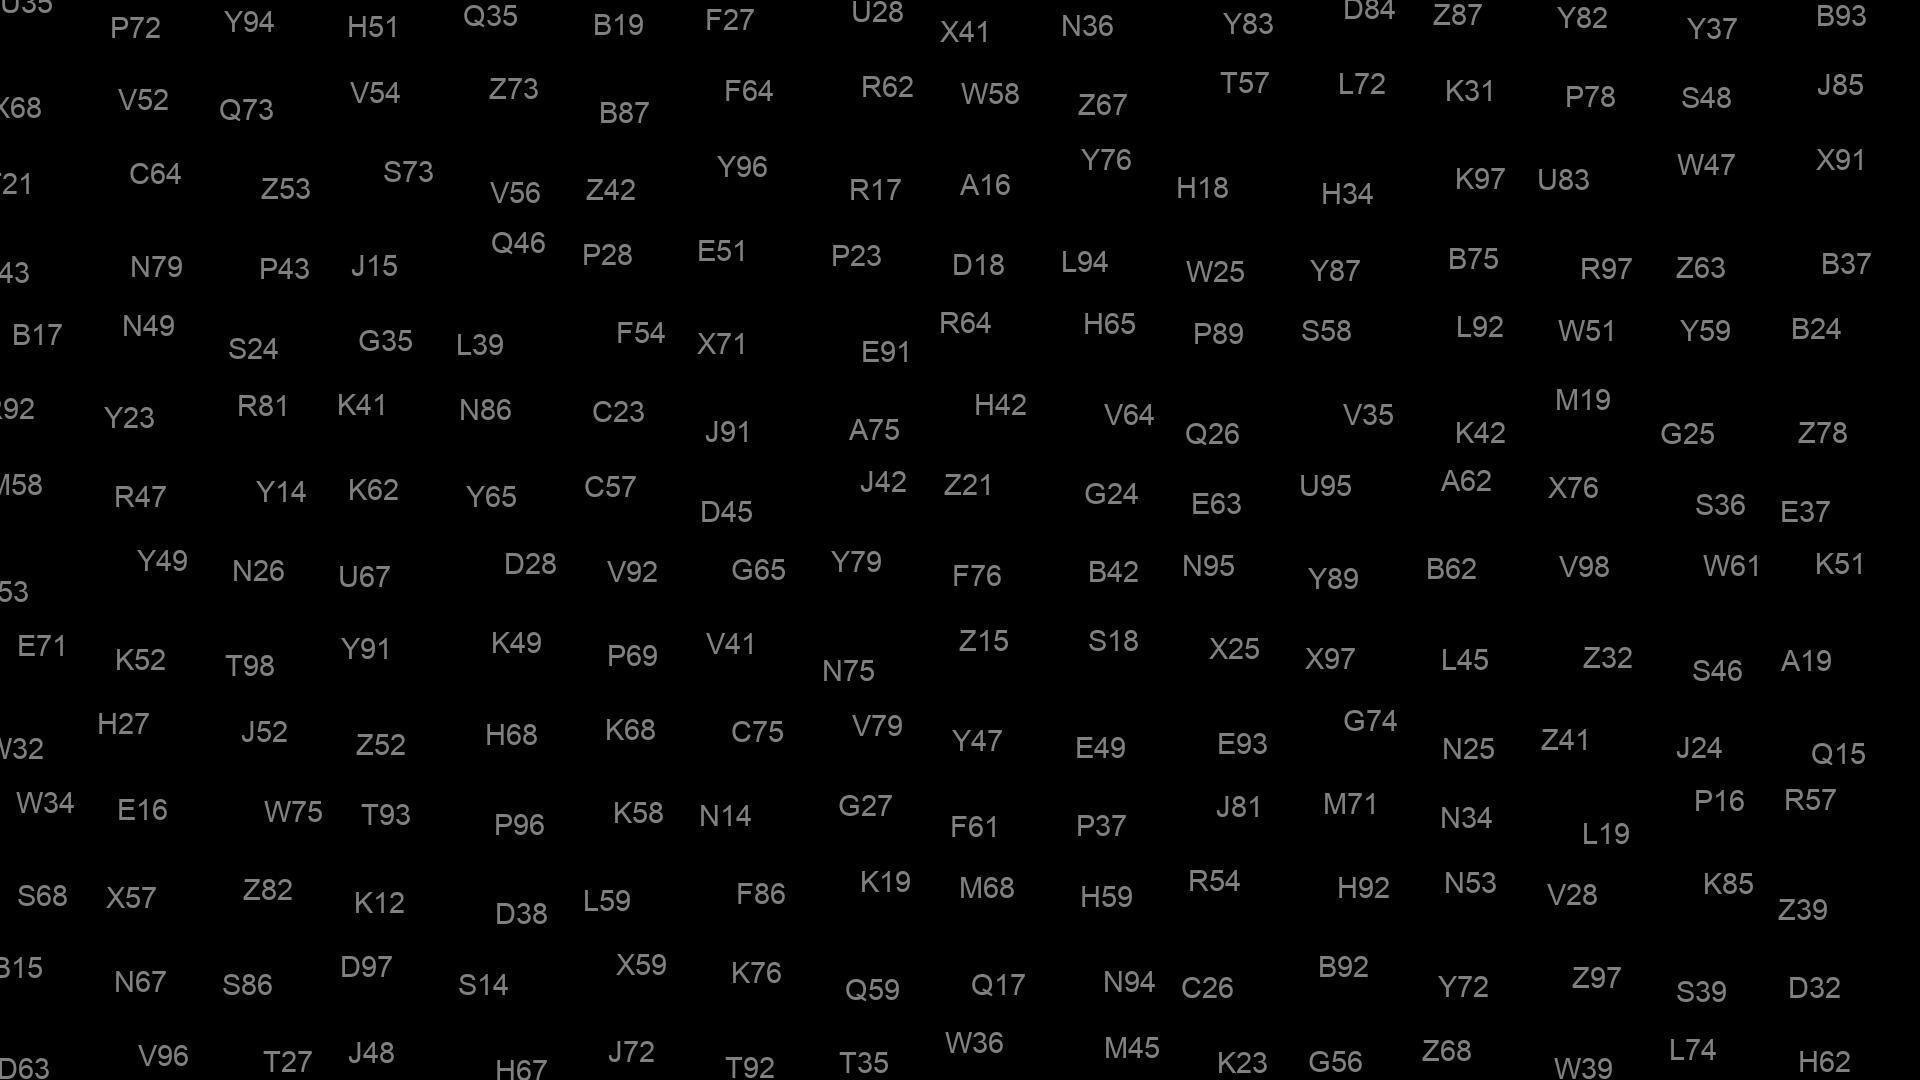 U35 P72 Y94 H51 Q35 B19 F27 U28 X41 N36 Y83 D84 Z87 Y82 Y37 B93
X68 V52 Q73 V54 Z73 B87 F64 R62 W58 Z67 T57 L72 K31 P78 S48 J85
21 C64 Z53 S73 V56 Z42 Y96 R17 A16 Y76 H18 H34 K97 U83 W47 X91
43 N79 P43 J15 Q46 P28 E51 P23 D18 L94 W25 Y87 B75 R97 Z63 B37
B17 N49 S24 G35 L39 F54 X71 E91 R64 H65 P89 S58 L92 W51 Y59 B24
R92 Y23 R81 K41 N86 C23 J91 A75 H42 V64 Q26 V35 K42 M19 G25 Z78
M58 R47 Y14 K62 Y65 C57 D45 J42 Z21 G24 E63 U95 A62 X76 S36 E37
53 Y49 N26 U67 D28 V92 G65 Y79 F76 B42 N95 Y89 B62 V98 W61 K51
E71 K52 T98 Y91 K49 P69 V41 N75 Z15 S18 X25 X97 L45 Z32 S46 A19
W32 H27 J52 Z52 H68 K68 C75 V79 Y47 E49 E93 G74 N25 Z41 J24 Q15
W34 E16 W75 T93 P96 K58 N14 G27 F61 P37 J81 M71 N34 L19 P16 R57
S68 X57 Z82 K12 D38 L59 F86 K19 M68 H59 R54 H92 N53 V28 K85 Z39
B15 N67 S86 D97 S14 X59 K76 Q59 Q17 N94 C26 B92 Y72 Z97 S39 D32
D63 V96 T27 J48 H67 J72 T92 T35 W36 M45 K23 G56 Z68 W39 L74 H62